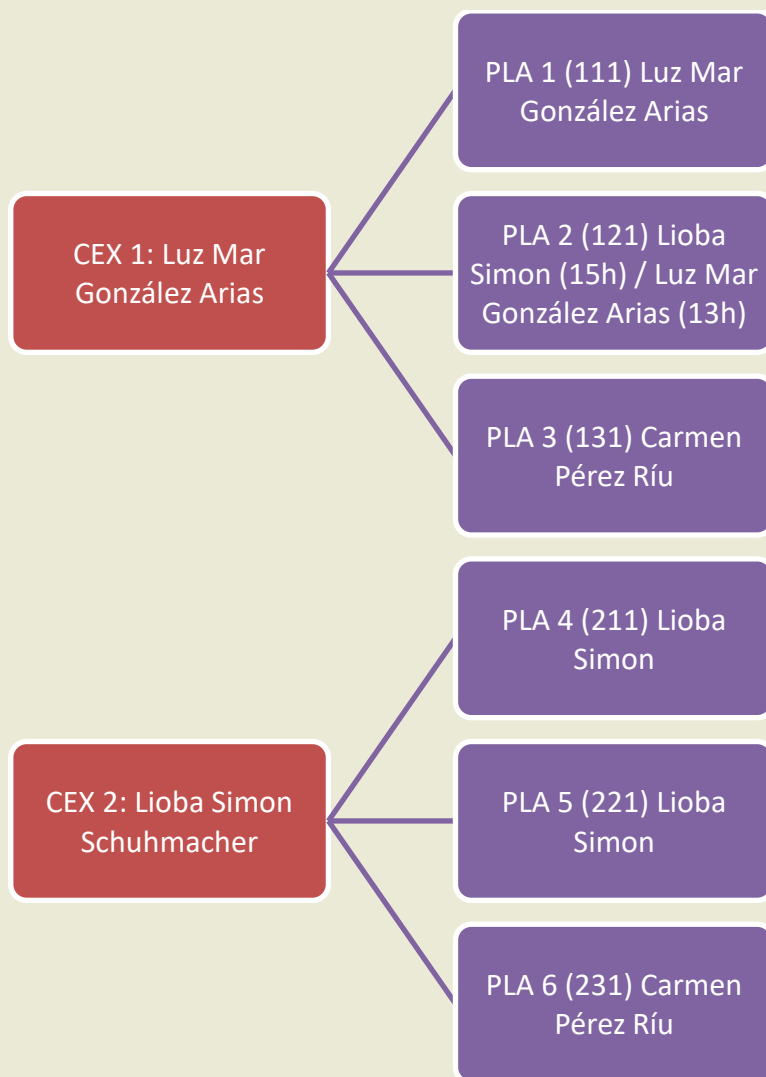 CEX 1: Luz Mar
González Arias
PLA 1 (111) Luz Mar
González Arias
PLA 2 (121) Lioba
Simon (15h) / Luz Mar
González Arias (13h)
PLA 3 (131) Carmen
Pérez Ríu
CEX 2: Lioba Simon
Schuhmacher
PLA 4 (211) Lioba
Simon
PLA 5 (221) Lioba
Simon
PLA 6 (231) Carmen
Pérez Ríu